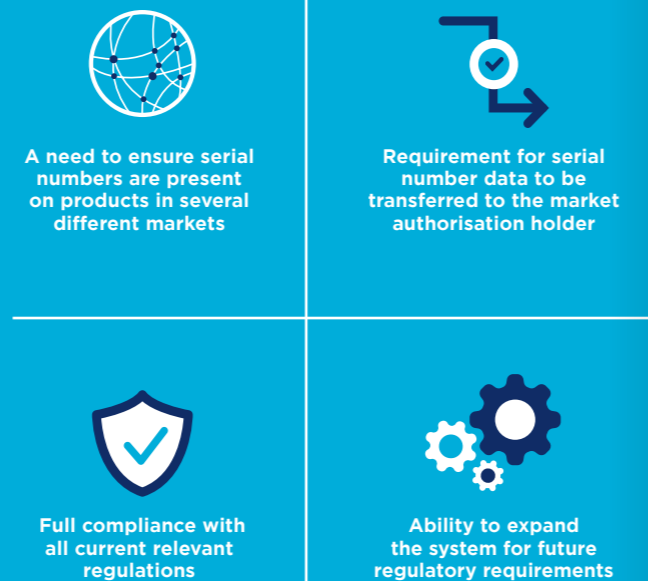 A need to ensure serial
numbers are present
on products in several
different markets
Requirement for serial
number data to be
transferred to the market
authorisation holder
Full compliance with
all current relevant
regulations
Ability to expand
the system for future
regulatory requirements